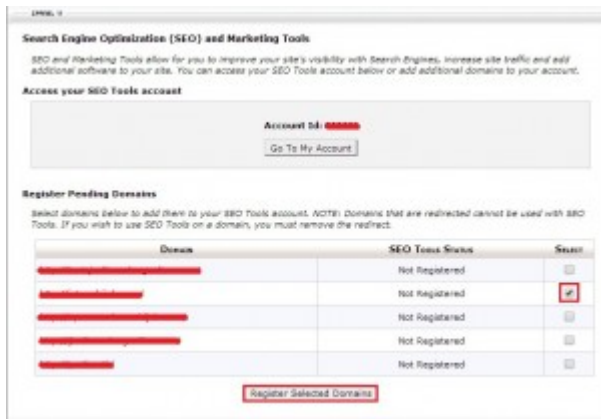 Search Engine Optimization (SEO) and Marketing Tools
SEO and Marketing Tools allow for you to improve your site's visibility with Search Engines, increase site traffic and add
additional software to your site. You can access your SEO Tools account below or add additional domains to your account.
Access your SEO Tools account
Account Id:
Go To My Account
Register Pending Domains
Select domains below to add them to your SEO Tools account. NOTE: Domains that are redirected cannot be used with SEO
Tools. If you wish to use SEO Tools on a domain, you must remove the redirect.
Domain SEO Tools Status Select
Not Registered
Not Registered
Not Registered
Not Registered
Not Registered
Register Selected Domains